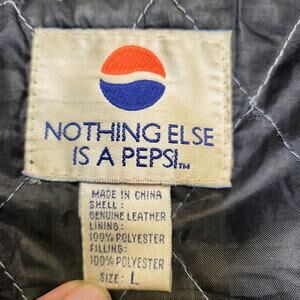 NOTHING ELSE
IS A PEPSI™
MADE IN CHINA
SHELL:
GENUINE LEATHER
LINING:
100% POLYESTER
FILLING:
100% POLYESTER
SIZE: L